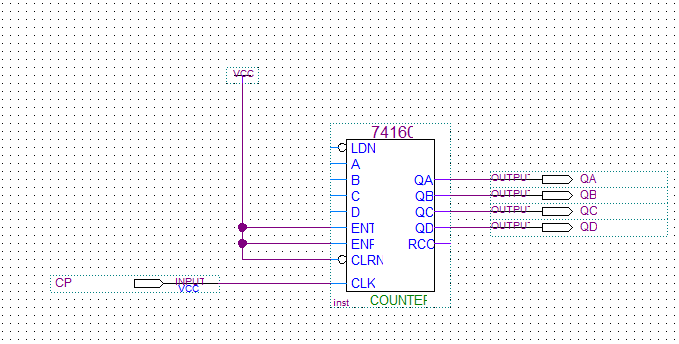 VCC
74160
LDN
A
B QA OUTPUT QA
C QB OUTPUT QB
D QC OUTPUT QC
ENT QD OUTPUT QD
ENP RCO
CLRN
CP INPUT CLK
VCC
inst COUNTER